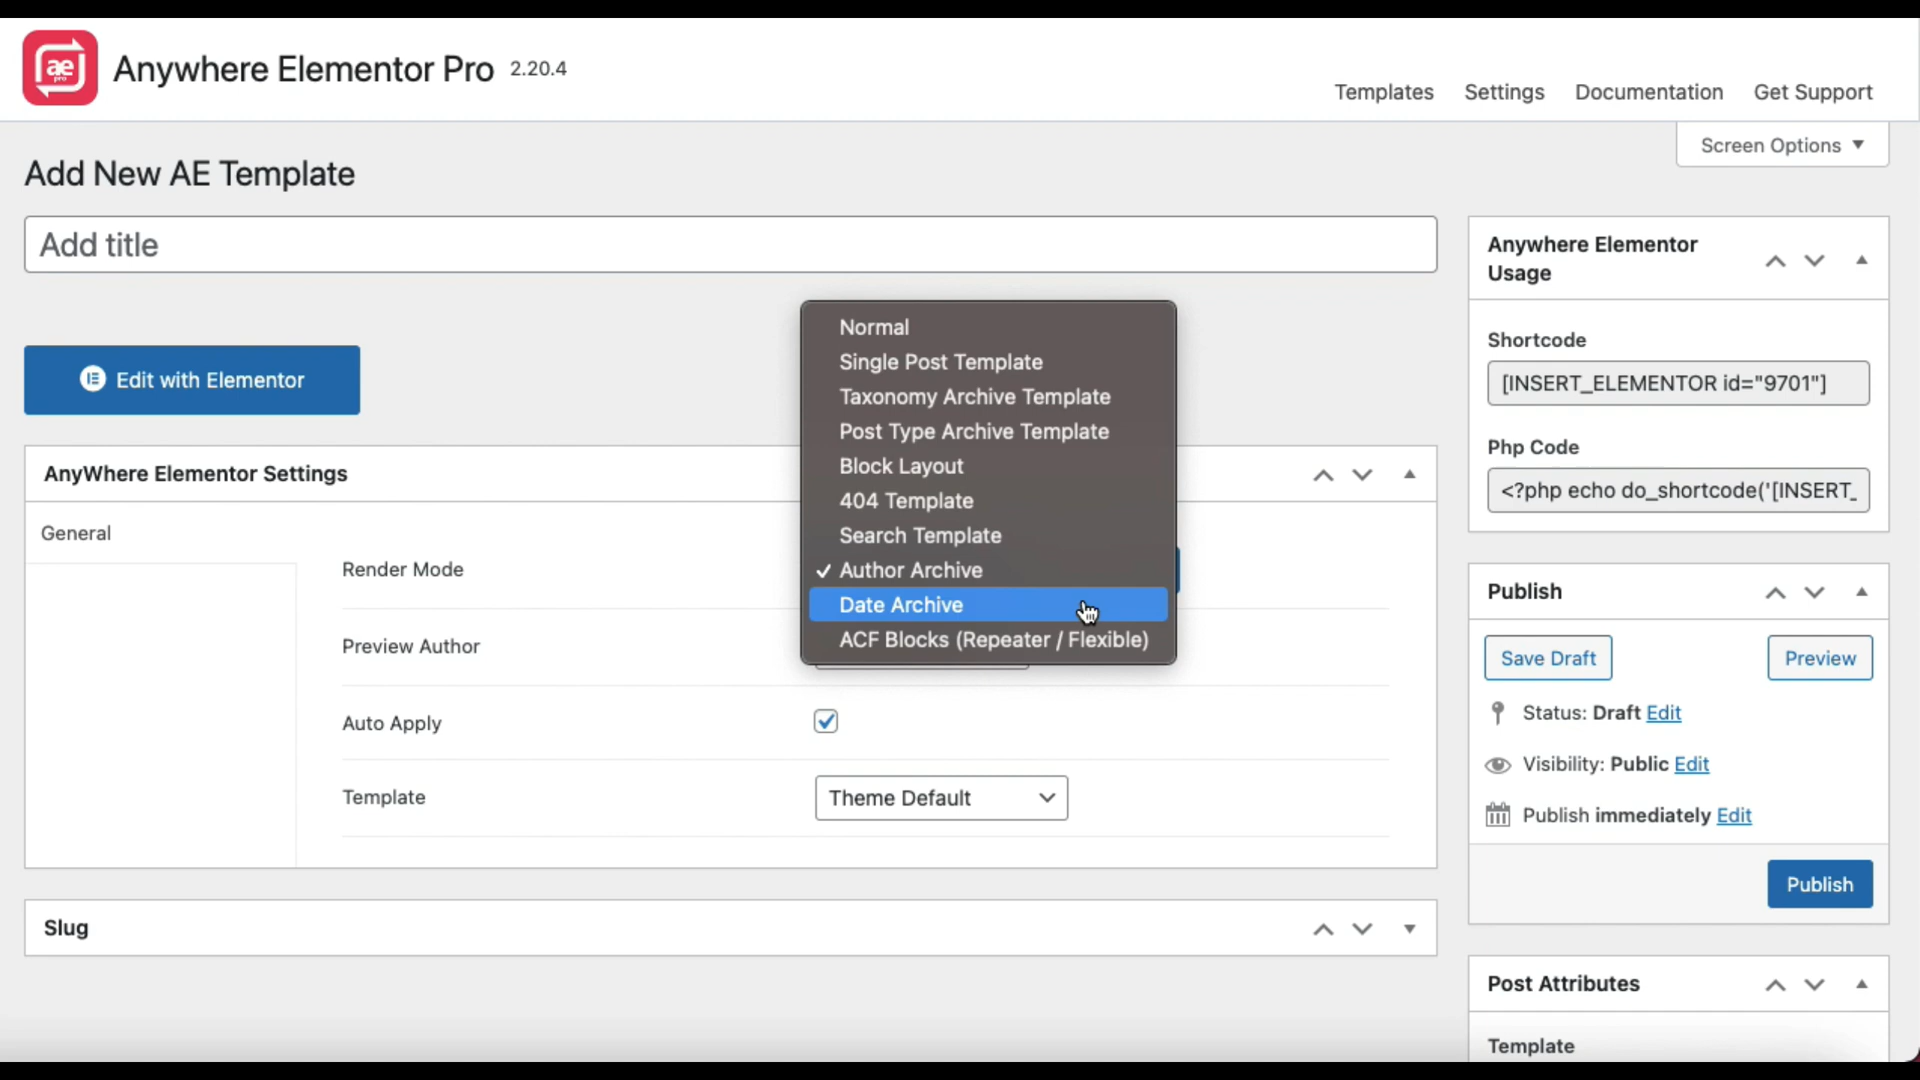 ae
pro
Anywhere Elementor Pro 2.20.4
Templates Settings Documentation Get Support
Screen Options
Add New AE Template
Add title
Edit with Elementor
AnyWhere Elementor Settings
General
Render Mode
Preview Author
Auto Apply
Template
Theme Default
Normal
Single Post Template
Taxonomy Archive Template
Post Type Archive Template
Block Layout
404 Template
Search Template
Author Archive
Date Archive
ACF Blocks (Repeater / Flexible)
Slug
Anywhere Elementor
Usage
Shortcode
[INSERT_ELEMENTOR id="9701"]
Php Code
<?php echo do_shortcode('[INSERT_
Publish
Save Draft
Preview
Status: Draft Edit
Visibility: Public Edit
Publish immediately Edit
Publish
Post Attributes
Template